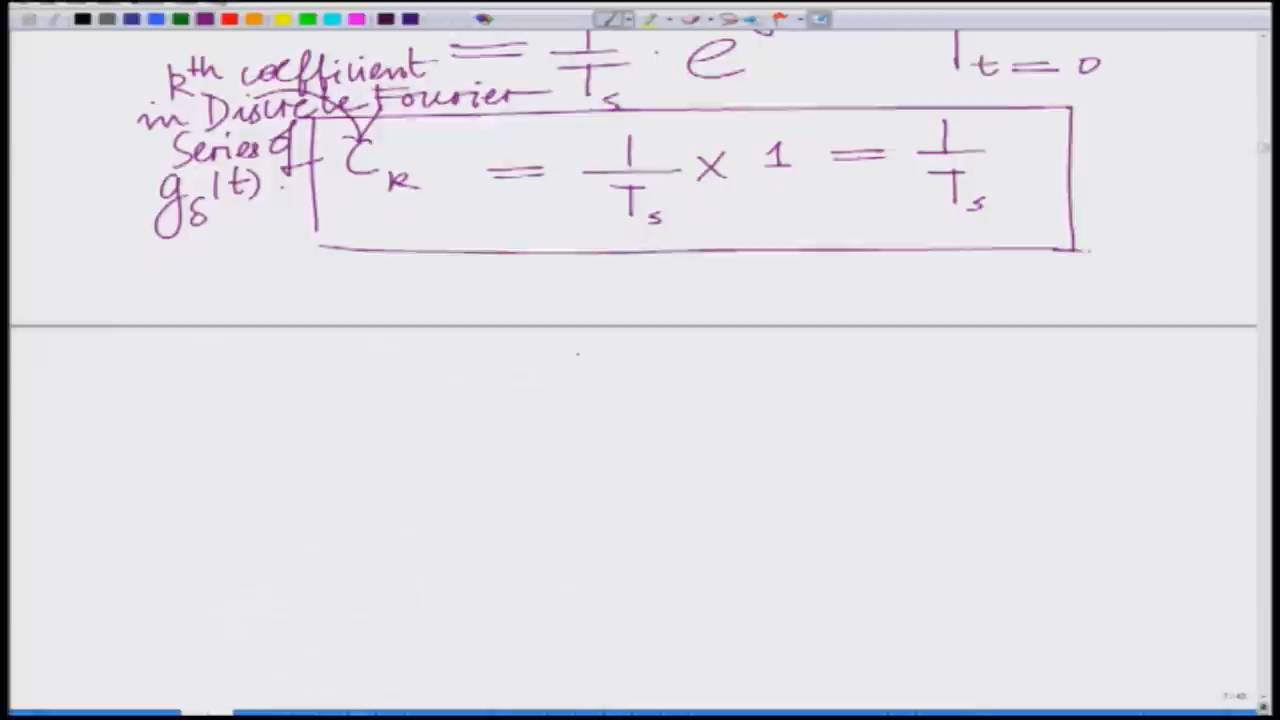 kth coefficient = 1/Ts · e | t = 0
in Discrete Fourier
Series of
gδ(t).
Ck = 1/Ts × 1 = 1/Ts